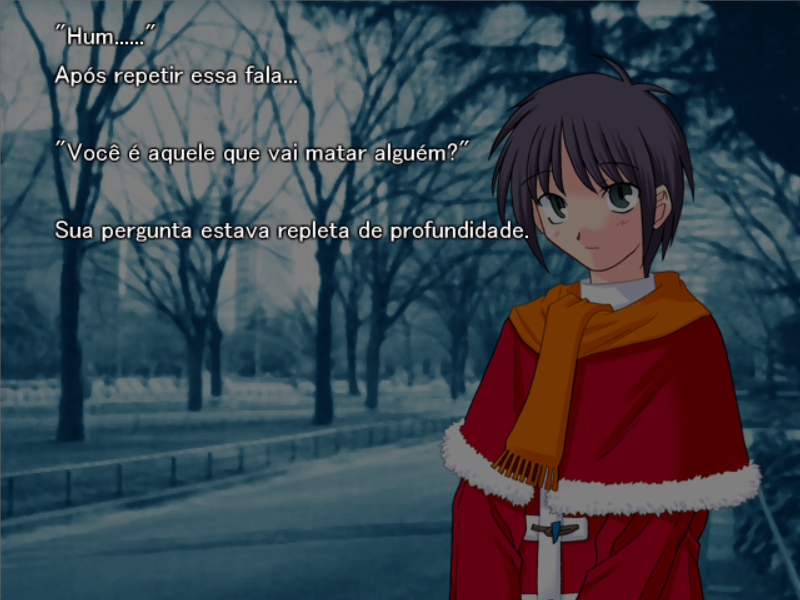 "Hum......"
Após repetir essa fala...
"Você é aquele que vai matar alguém?"
Sua pergunta estava repleta de profundidade.